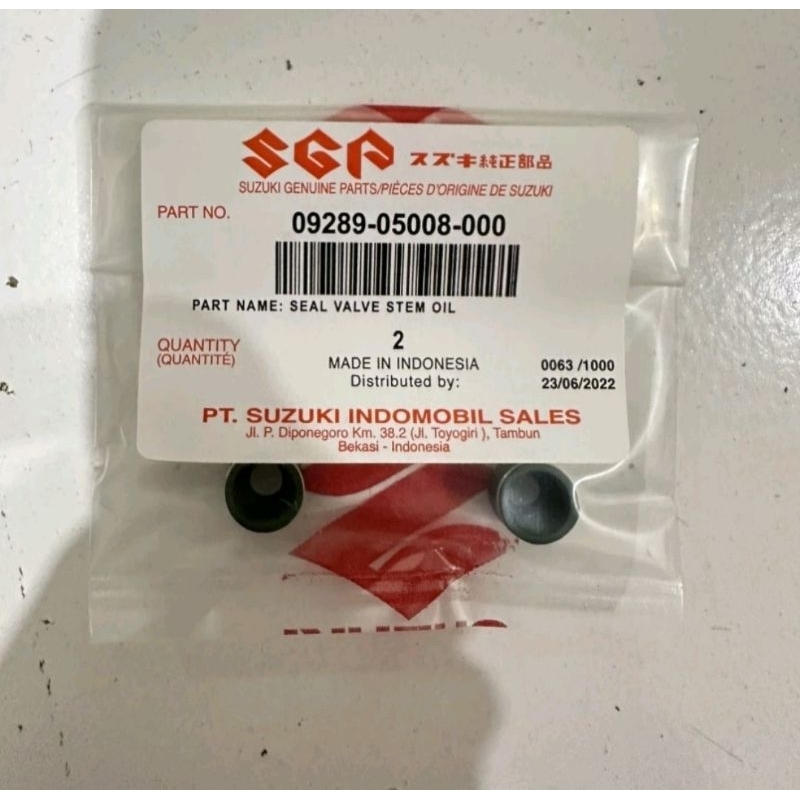 SGP スズキ純正部品
SUZUKI GENUINE PARTS/PIÈCES D'ORIGINE DE SUZUKI
PART NO. 09289-05008-000
PART NAME: SEAL VALVE STEM OIL
QUANTITY 2
(QUANTITÉ) MADE IN INDONESIA 0063 /1000
Distributed by: 23/06/2022
PT. SUZUKI INDOMOBIL SALES
Jl. P. Diponegoro Km. 38.2 (Jl. Toyogiri ), Tambun
Bekasi - Indonesia